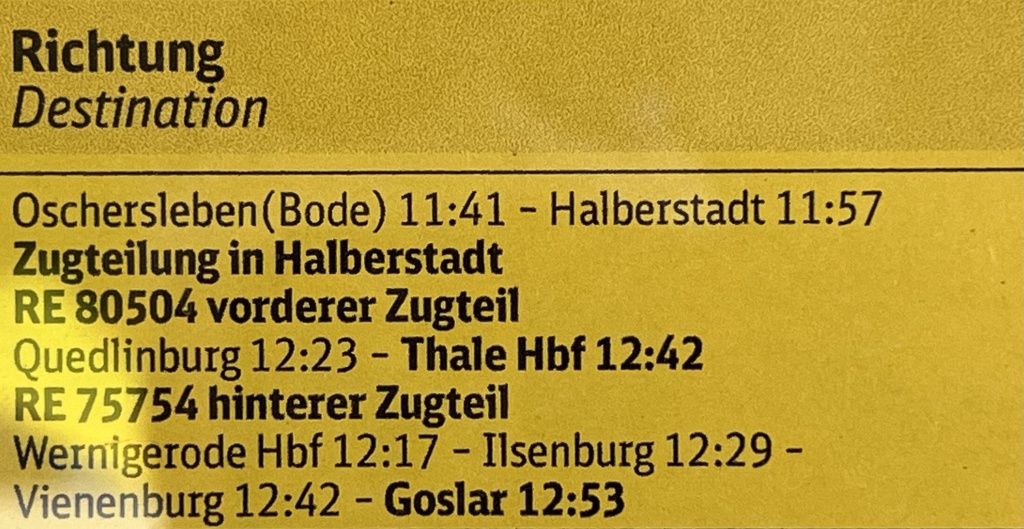 Richtung
Destination
Oschersleben(Bode) 11:41 – Halberstadt 11:57
Zugteilung in Halberstadt
RE 80504 vorderer Zugteil
Quedlinburg 12:23 – Thale Hbf 12:42
RE 75754 hinterer Zugteil
Wernigerode Hbf 12:17 – Ilsenburg 12:29 –
Vienenburg 12:42 – Goslar 12:53